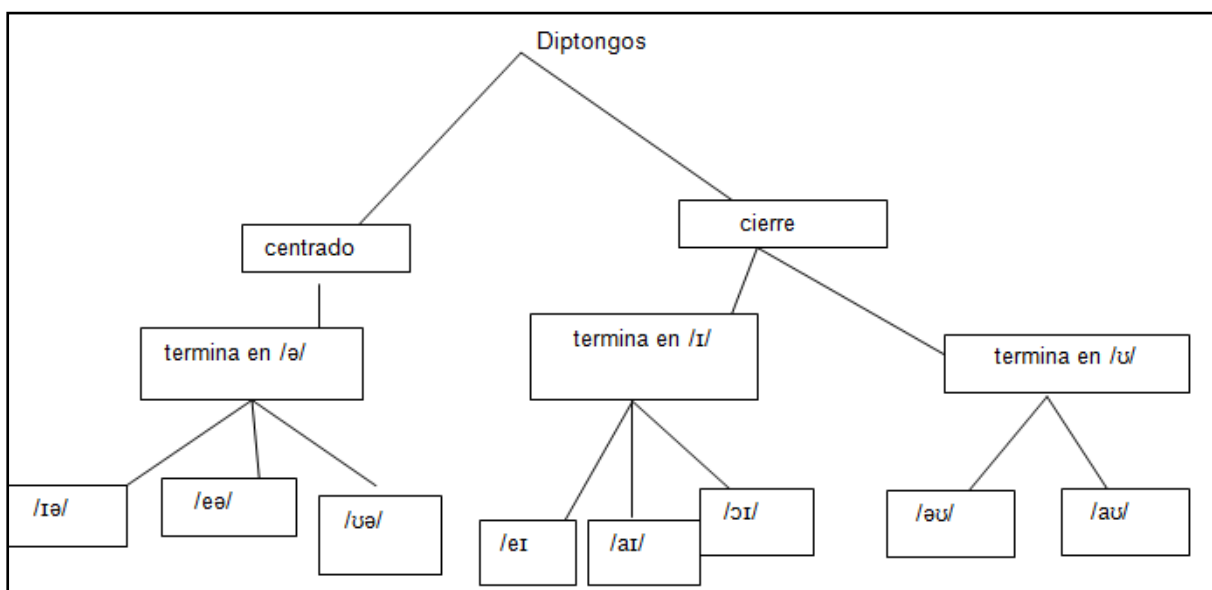 Diptongos
centrado
cierre
termina en /ə/
termina en /ɪ/
termina en /ʊ/
/ɪə/
/eə/
/ʊə/
/eɪ
/aɪ/
/ɔɪ/
/əʊ/
/aʊ/